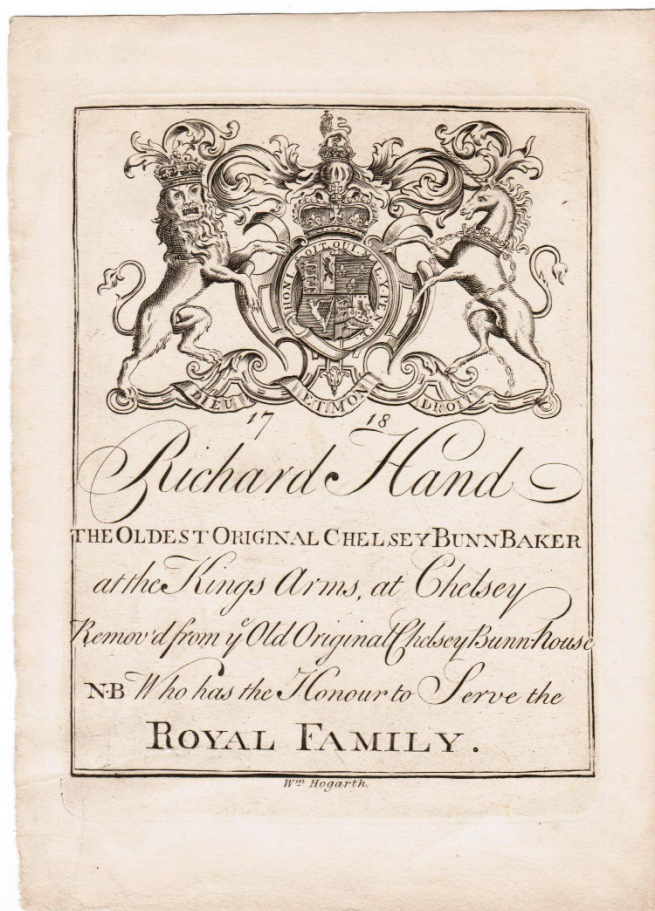 HONI SOIT QUI
DIEU ET MON DROIT
17 18
Richard Hand
THE OLDEST ORIGINAL CHELSEY BUNN BAKER
at the Kings Arms, at Chelsey
Remov'd from yᵉ Old Original Chelsey Bunn-house
N·B Who has the Honour to Serve the
ROYAL FAMILY.
Wᵐ Hogarth.